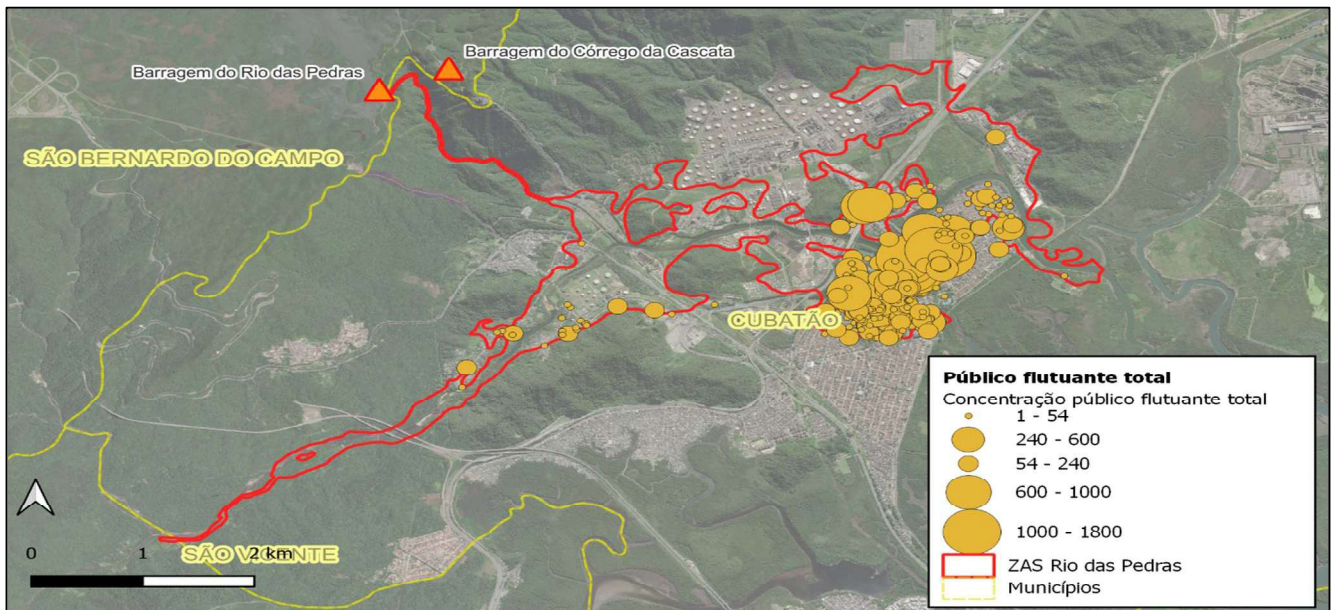 Barragem do Córrego da Cascata
Barragem do Rio das Pedras
SÃO BERNARDO DO CAMPO
CUBATÃO
SÃO VICENTE
0 1 2 km
Público flutuante total
Concentração público flutuante total
1 - 54
240 - 600
54 - 240
600 - 1000
1000 - 1800
ZAS Rio das Pedras
Municípios